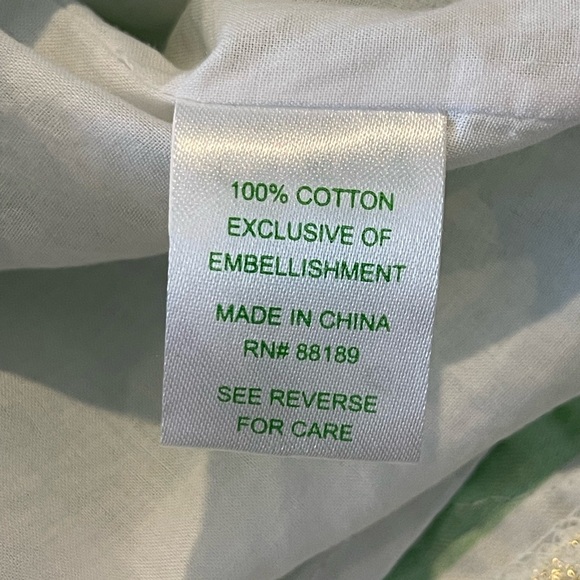 100% COTTON
EXCLUSIVE OF
EMBELLISHMENT
MADE IN CHINA
RN# 88189
SEE REVERSE
FOR CARE